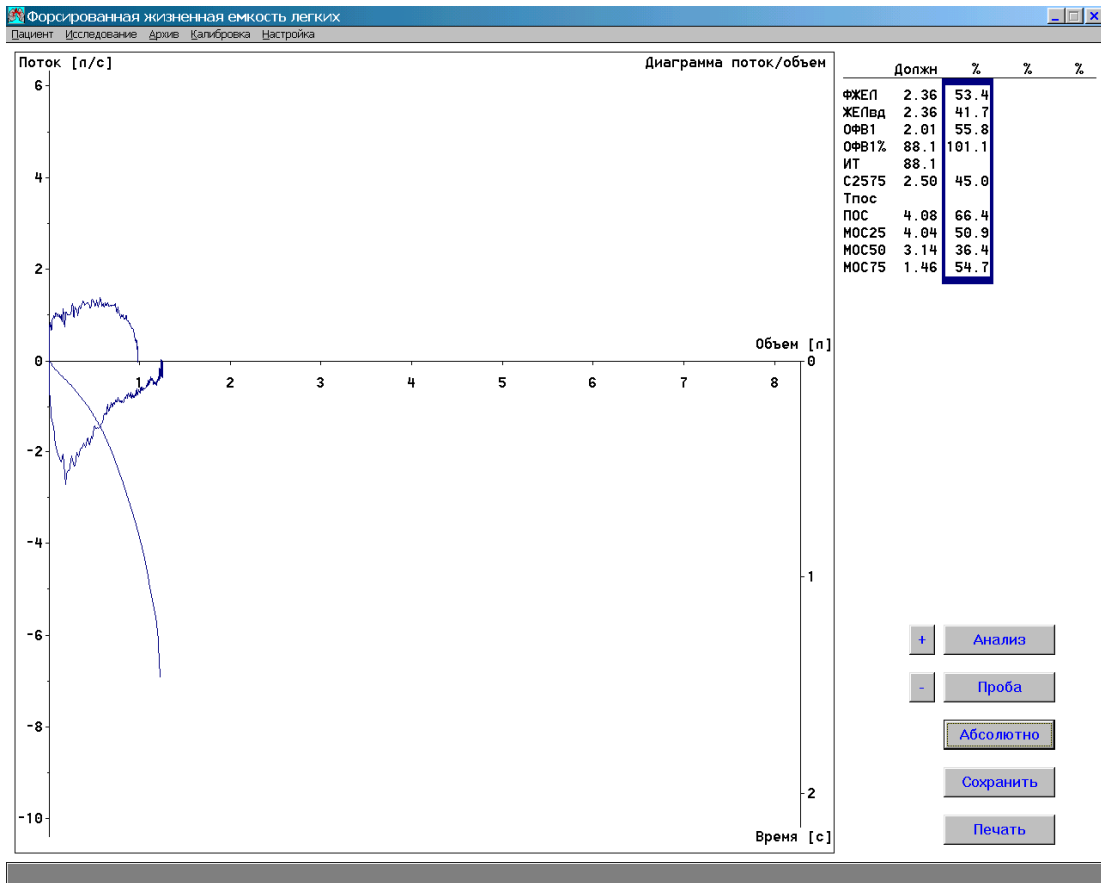 Форсированная жизненная емкость легких
Пациент Исследование Архив Калибровка Настройка
Поток [л/с]
Диаграмма поток/объем
6
4
2
0
-2
-4
-6
-8
-10
Объем [л]
1 2 3 4 5 6 7 8
0
1
2
Время [с]
Должн % % %
ФЖЕЛ 2.36 53.4
ЖЕЛвд 2.36 41.7
ОФВ1 2.01 55.8
ОФВ1% 88.1 101.1
ИТ 88.1
С2575 2.50 45.0
Тпос
ПОС 4.08 66.4
МОС25 4.04 50.9
МОС50 3.14 36.4
МОС75 1.46 54.7
+ Анализ
- Проба
Абсолютно
Сохранить
Печать